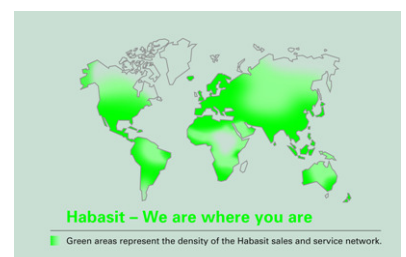 Habasit – We are where you are
Green areas represent the density of the Habasit sales and service network.